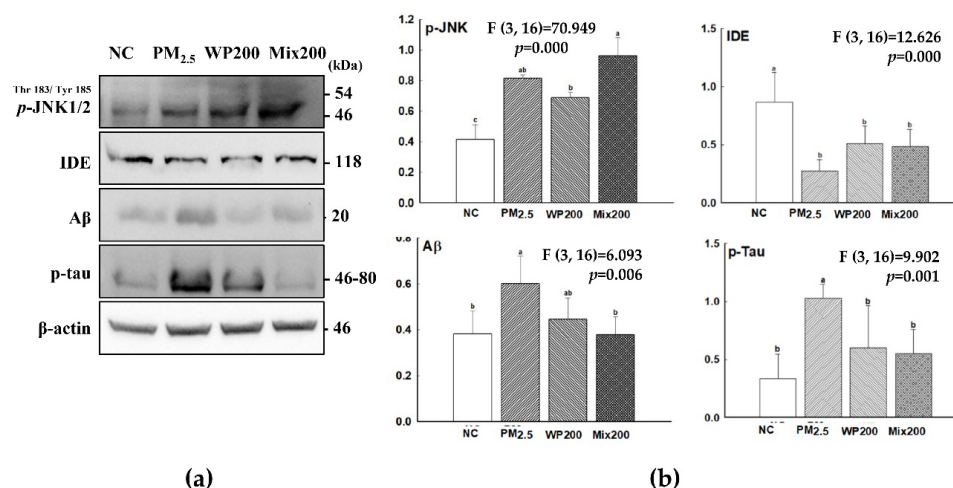 NC PM2.5 WP200 Mix200
(kDa)
Thr 183/ Tyr 185
p-JNK1/2
54
46
IDE
118
Aβ
20
p-tau
46-80
β-actin
46
(a)
p-JNK
F (3, 16)=70.949
p=0.000
1.2
1.0
0.8
0.6
0.4
0.2
0.0
c
ab
b
a
NC PM2.5 WP200 Mix200
IDE
F (3, 16)=12.626
p=0.000
1.5
1.0
0.5
0.0
a
b
b
b
NC PM2.5 WP200 Mix200
Aβ
F (3, 16)=6.093
p=0.006
0.8
0.6
0.4
0.2
0.0
b
a
ab
b
NC PM2.5 WP200 Mix200
p-Tau
F (3, 16)=9.902
p=0.001
1.5
1.0
0.5
0.0
b
a
b
b
NC PM2.5 WP200 Mix200
(b)